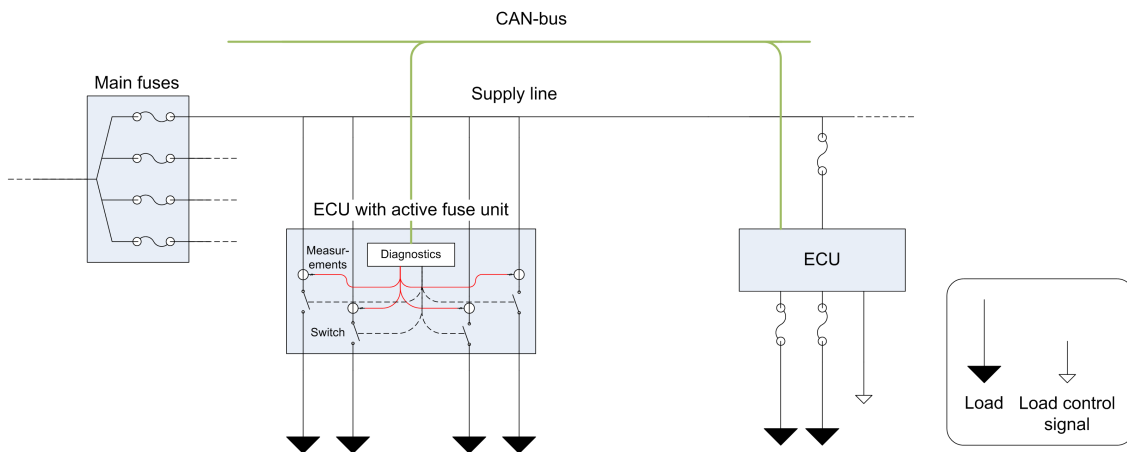 CAN-bus
Main fuses
Supply line
ECU with active fuse unit
Measur-
ements
Diagnostics
ECU
Switch
Load
Load control
signal